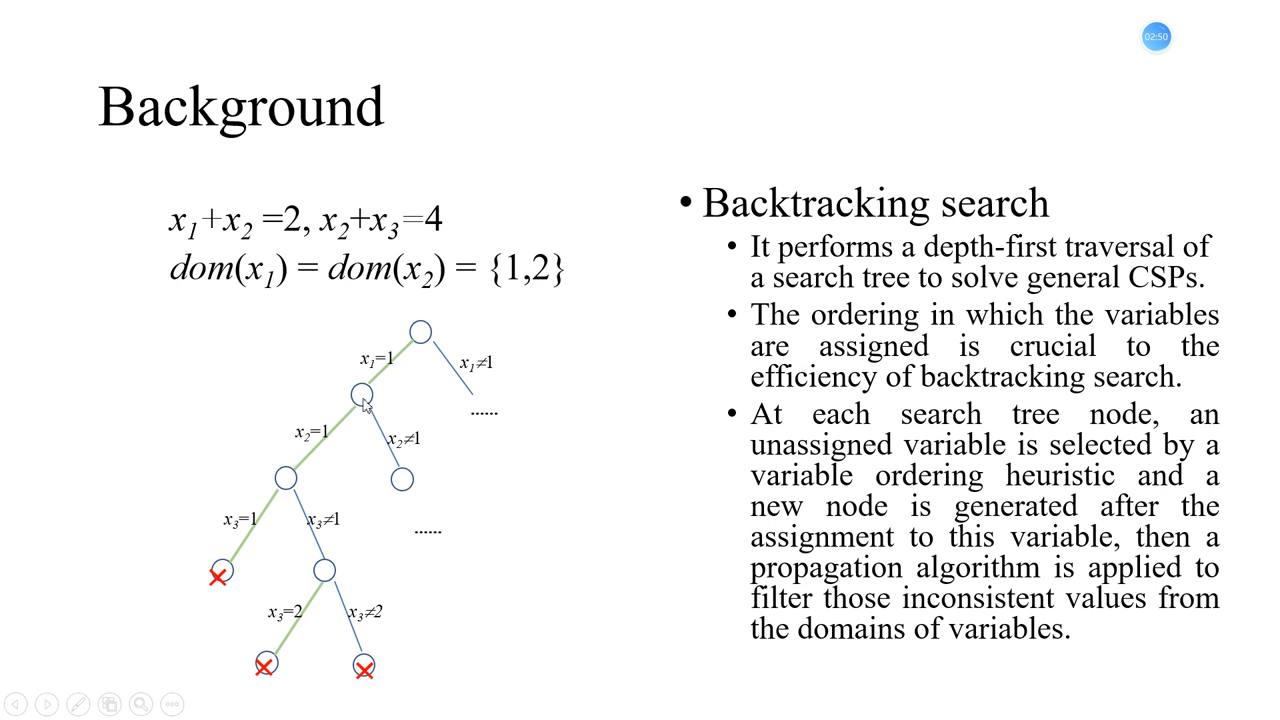 02:50
Background
x₁+x₂ =2, x₂+x₃=4
dom(x₁) = dom(x₂) = {1,2}
x₁=1
x₁≠1
......
x₂=1
x₂≠1
x₃=1
x₃≠1
......
x₃=2
x₃≠2
• Backtracking search
• It performs a depth-first traversal of
a search tree to solve general CSPs.
• The ordering in which the variables
are assigned is crucial to the
efficiency of backtracking search.
• At each search tree node, an
unassigned variable is selected by a
variable ordering heuristic and a
new node is generated after the
assignment to this variable, then a
propagation algorithm is applied to
filter those inconsistent values from
the domains of variables.